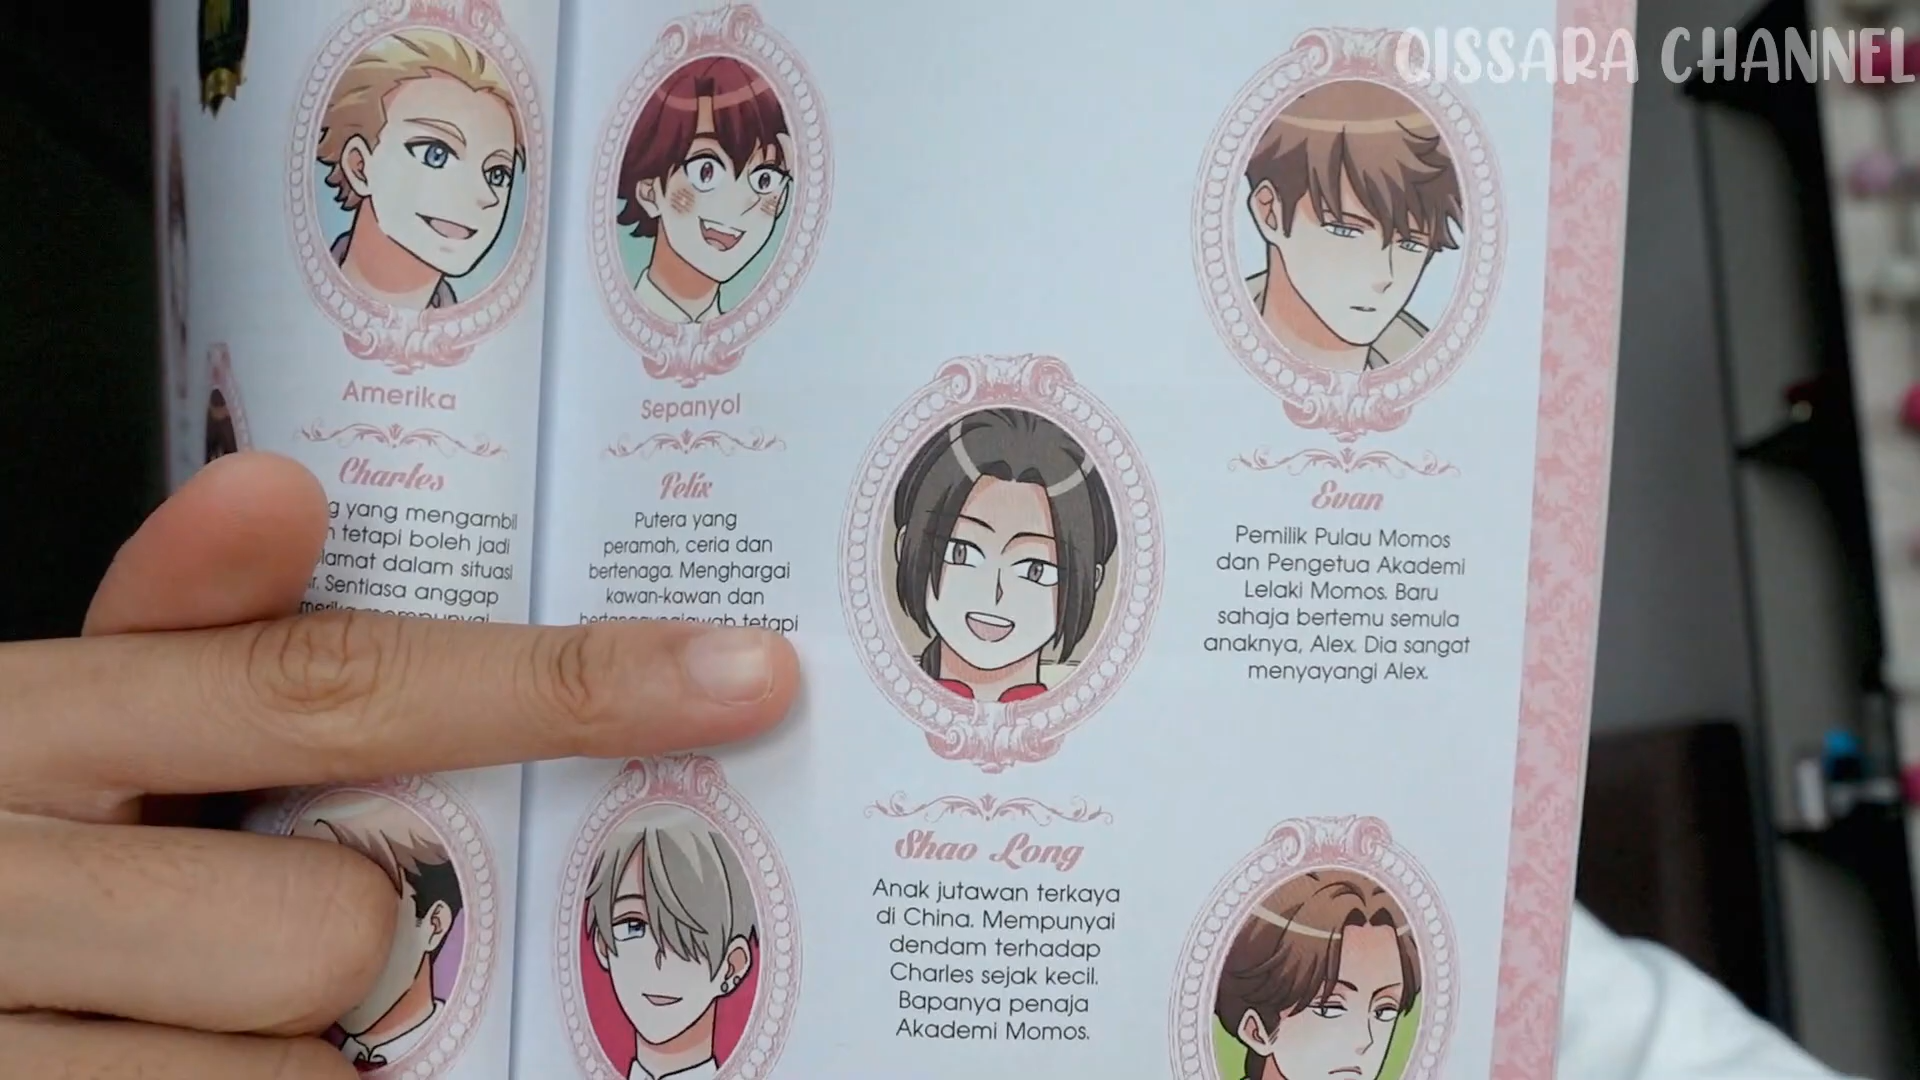 QISSARA CHANNEL
Amerika
Charles
yang mengambil
tetapi boleh jadi
dalam situasi
Sentiasa anggap
Sepanyol
Felix
Putera yang
peramah, ceria dan
bertenaga. Menghargai
kawan-kawan dan
tetapi
Shao Long
Anak jutawan terkaya
di China. Mempunyai
dendam terhadap
Charles sejak kecil.
Bapanya penaja
Akademi Momos.
Evan
Pemilik Pulau Momos
dan Pengetua Akademi
Lelaki Momos. Baru
sahaja bertemu semula
anaknya, Alex. Dia sangat
menyayangi Alex.